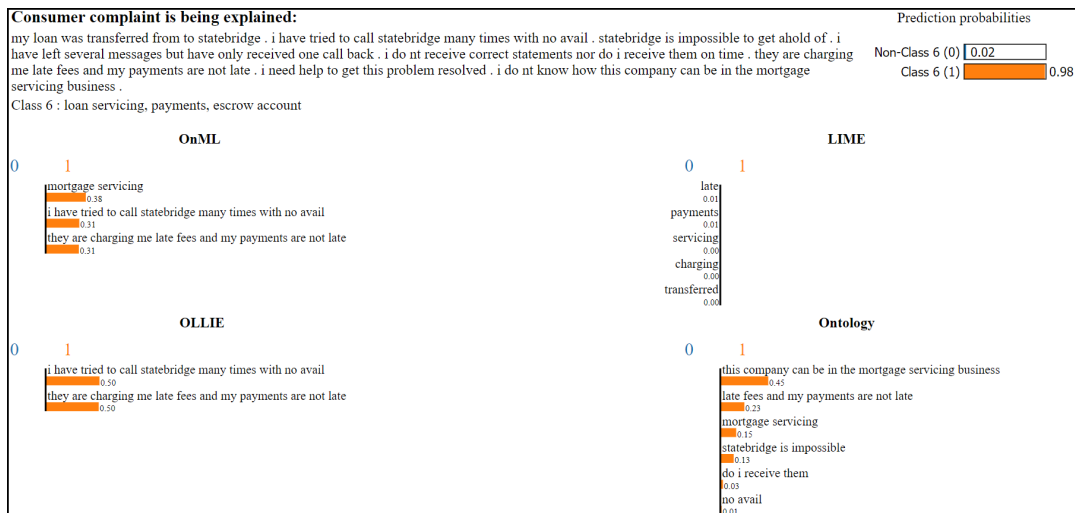 Consumer complaint is being explained:
my loan was transferred from to statebridge . i have tried to call statebridge many times with no avail . statebridge is impossible to get ahold of . i
have left several messages but have only received one call back . i do nt receive correct statements nor do i receive them on time . they are charging
me late fees and my payments are not late . i need help to get this problem resolved . i do nt know how this company can be in the mortgage
servicing business .
Class 6 : loan servicing, payments, escrow account
Prediction probabilities
Non-Class 6 (0) 0.02
Class 6 (1) 0.98
OnML
0 1
mortgage servicing
0.38
i have tried to call statebridge many times with no avail
0.31
they are charging me late fees and my payments are not late
0.31
LIME
0 1
late
0.01
payments
0.01
servicing
0.00
charging
0.00
transferred
0.00
OLLIE
0 1
i have tried to call statebridge many times with no avail
0.50
they are charging me late fees and my payments are not late
0.50
Ontology
0 1
this company can be in the mortgage servicing business
0.45
late fees and my payments are not late
0.23
mortgage servicing
0.15
statebridge is impossible
0.13
do i receive them
0.03
no avail
0.01